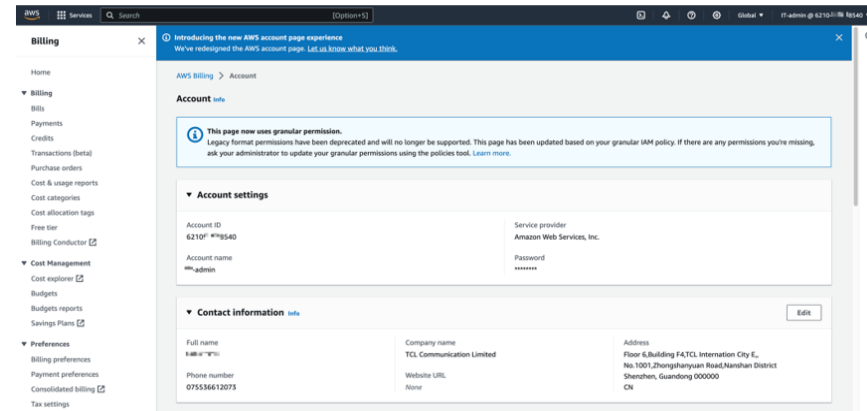 aws
Services
Search
[Option+S]
Global
IT-admin @ 6210- 8540
Billing
Home
Billing
Bills
Payments
Credits
Transactions (beta)
Purchase orders
Cost & usage reports
Cost categories
Cost allocation tags
Free tier
Billing Conductor
Cost Management
Cost explorer
Budgets
Budgets reports
Savings Plans
Preferences
Billing preferences
Payment preferences
Consolidated billing
Tax settings
Introducing the new AWS account page experience
We've redesigned the AWS account page. Let us know what you think.
AWS Billing > Account
Account Info
This page now uses granular permission.
Legacy format permissions have been deprecated and will no longer be supported. This page has been updated based on your granular IAM policy. If there are any permissions you're missing,
ask your administrator to update your granular permissions using the policies tool. Learn more.
Account settings
Account ID
6210 8540
Service provider
Amazon Web Services, Inc.
Account name
-admin
Password
********
Contact information Info
Edit
Full name
Phone number
075536612073
Company name
TCL Communication Limited
Website URL
None
Address
Floor 6,Building F4,TCL Internation City E,,
No.1001,Zhongshanyuan Road,Nanshan District
Shenzhen, Guandong 000000
CN